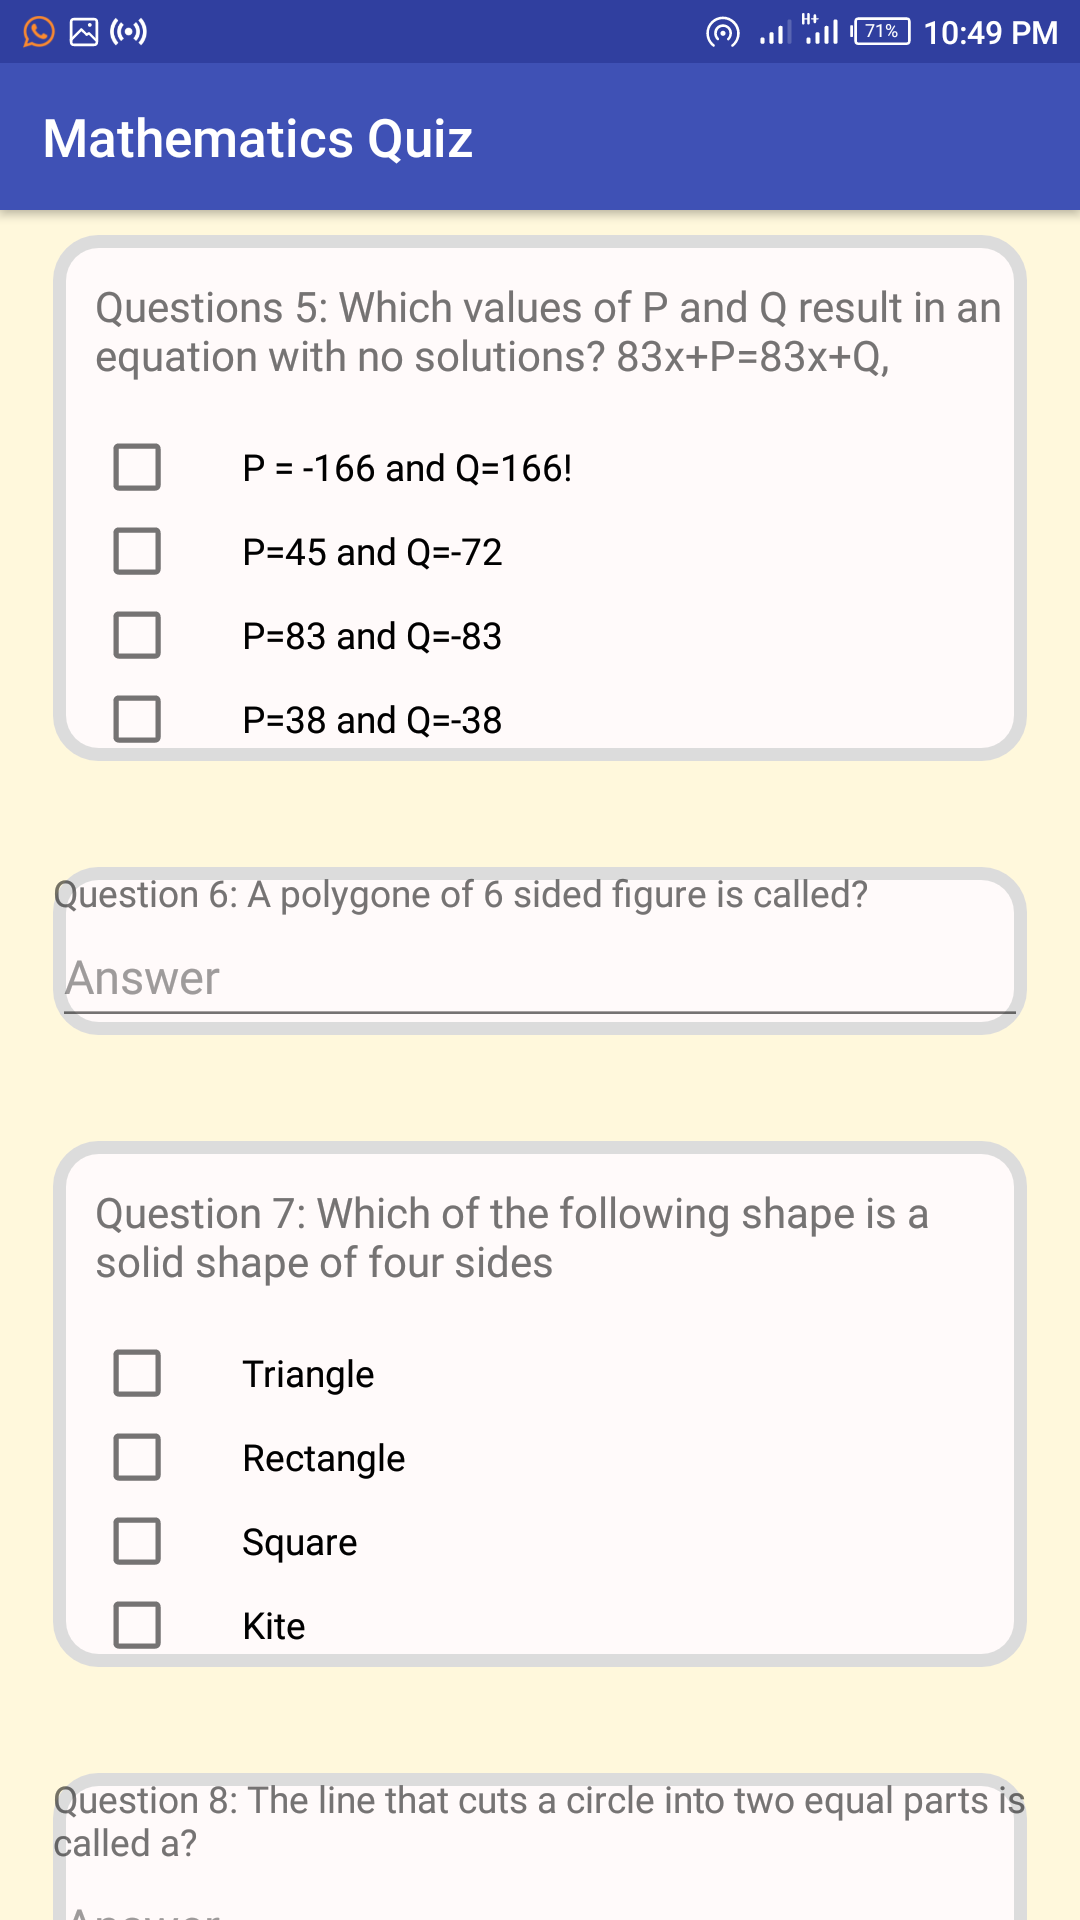 H+
71%
10:49 PM
Mathematics Quiz
Questions 5: Which values of P and Q result in an
equation with no solutions? 83x+P=83x+Q,
P = -166 and Q=166!
P=45 and Q=-72
P=83 and Q=-83
P=38 and Q=-38
Question 6: A polygone of 6 sided figure is called?
Answer
Question 7: Which of the following shape is a
solid shape of four sides
Triangle
Rectangle
Square
Kite
Question 8: The line that cuts a circle into two equal parts is
called a?